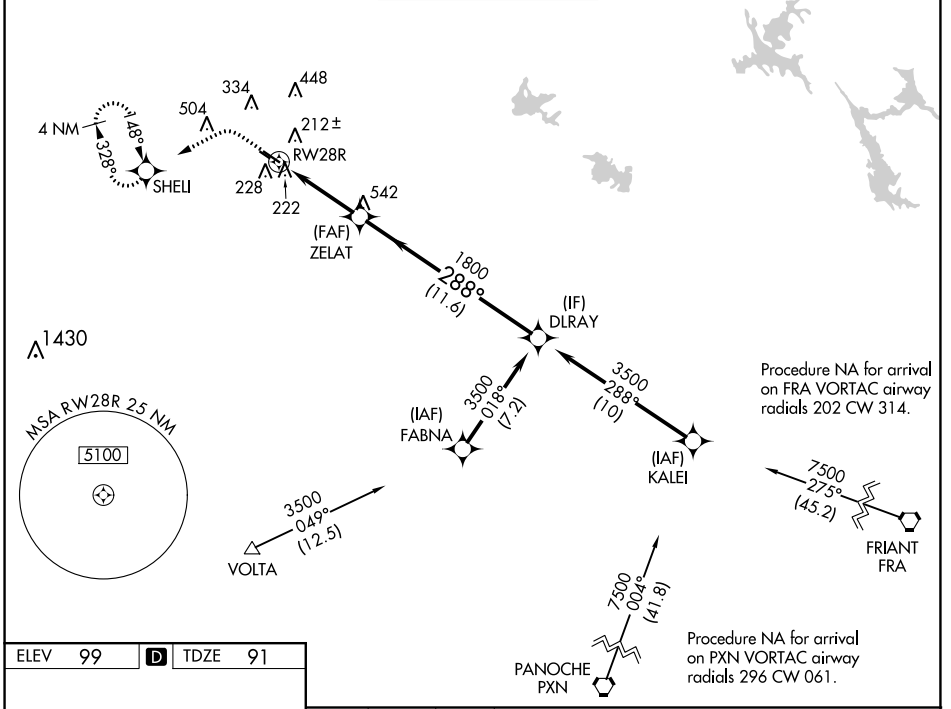 448
334
504
4 NM
212±
RW28R
148°
328°
SHELI
228
222
542
(FAF)
ZELAT
1800
288°
(11.6)
(IF)
DLRAY
1430
3500
018°
(7.2)
3500
288°
(10)
Procedure NA for arrival
on FRA VORTAC airway
radials 202 CW 314.
MSA RW28R 25 NM
5100
(IAF)
FABNA
(IAF)
KALEI
3500
049°
(12.5)
VOLTA
7500
275°
(45.2)
FRIANT
FRA
7500
004°
(41.8)
PANOCHE
PXN
Procedure NA for arrival
on PXN VORTAC airway
radials 296 CW 061.
ELEV 99 D TDZE 91